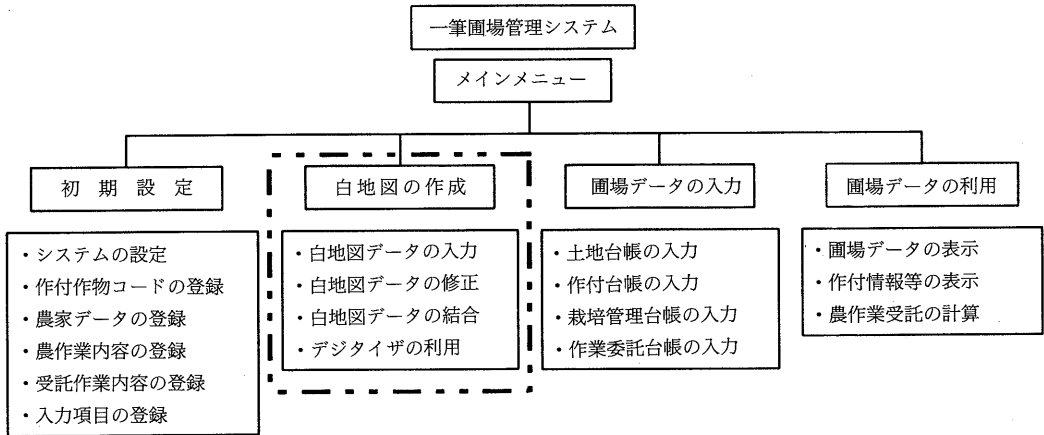 一筆圃場管理システム
メインメニュー
初期設定
・システムの設定
・作付作物コードの登録
・農家データの登録
・農作業内容の登録
・受託作業内容の登録
・入力項目の登録
白地図の作成
・白地図データの入力
・白地図データの修正
・白地図データの結合
・デジタイザの利用
圃場データの入力
・土地台帳の入力
・作付台帳の入力
・栽培管理台帳の入力
・作業委託台帳の入力
圃場データの利用
・圃場データの表示
・作付情報等の表示
・農作業受託の計算